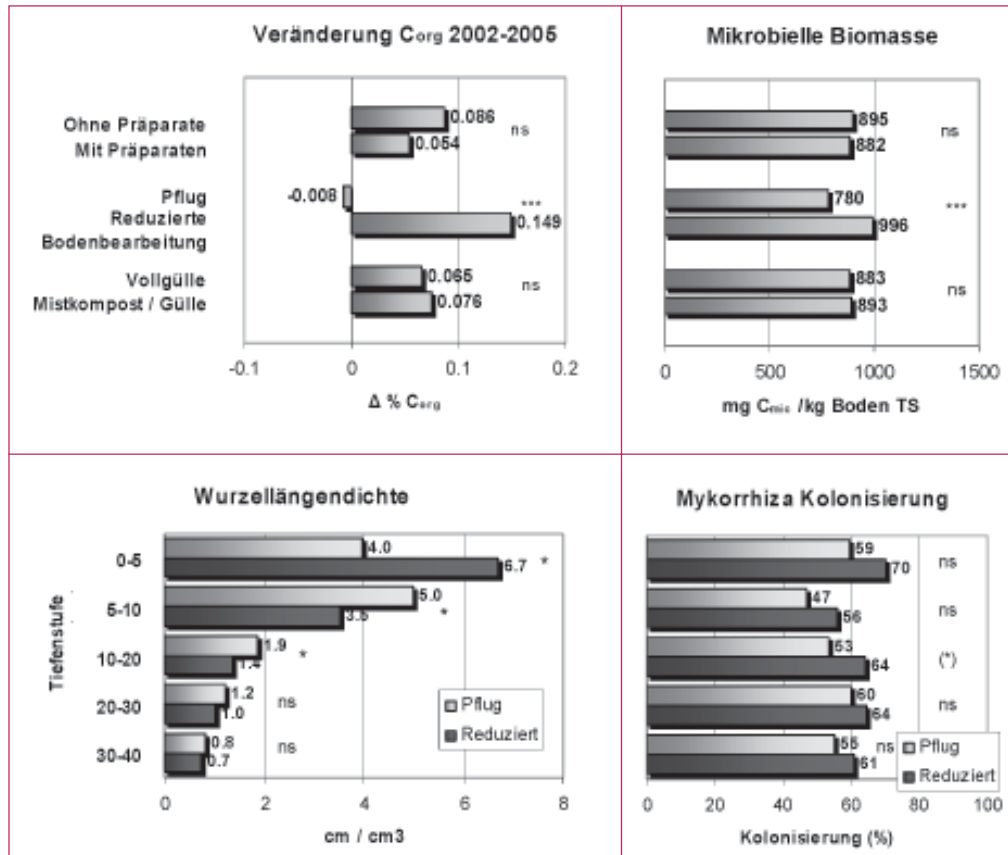 Veränderung Corg 2002-2005
Ohne Präparate
Mit Präparaten
0.086
0.054
ns
Pflug
Reduzierte
Bodenbearbeitung
-0.008
0.149
***
Vollgülle
Mistkompost / Gülle
0.065
0.076
ns
-0.1 0 0.1 0.2
Δ % Corg
Mikrobielle Biomasse
895
882
ns
780
996
***
883
893
ns
0 500 1000 1500
mg Cmic /kg Boden TS
Wurzellängendichte
Tiefenstufe
0-5
4.0
6.7 *
5-10
5.0
3.5 *
10-20
1.9
1.4
*
20-30
1.2
1.0
ns
30-40
0.8
0.7
ns
Pflug
Reduziert
0 2 4 6 8
cm / cm3
Mykorrhiza Kolonisierung
59
70
ns
47
56
ns
53
64
(*)
60
64
ns
55
61
ns
Pflug
Reduziert
0 20 40 60 80 100
Kolonisierung (%)